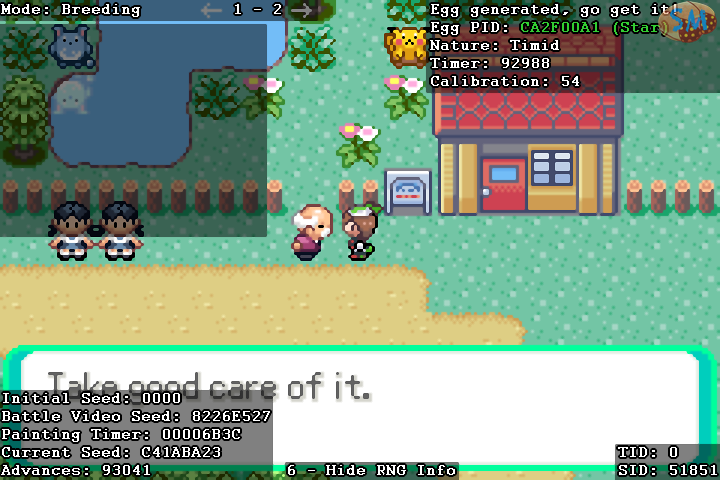 Mode: Breeding
1 - 2
Egg generated, go get it!
Egg PID: CA2F00A1 (Star)
Nature: Timid
Timer: 92988
Calibration: 54
SM
Take good care of it.
Initial Seed: 0000
Battle Video Seed: 8226E527
Painting Timer: 00006B3C
Current Seed: C41ABA23
Advances: 93041
6 - Hide RNG Info
TID: 0
SID: 51851